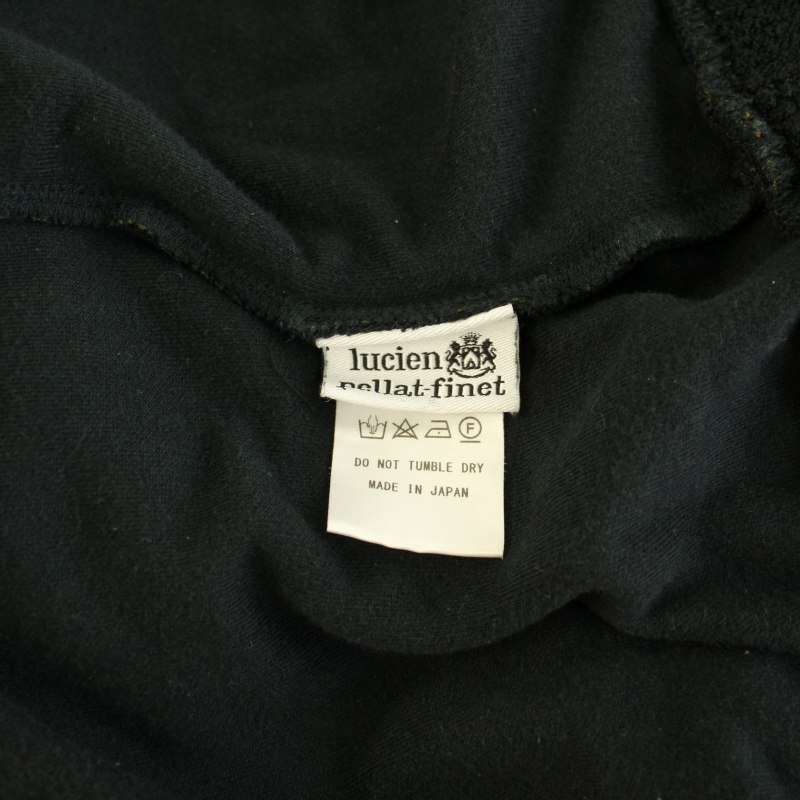 lucien
pellat-finet
F
DO NOT TUMBLE DRY
MADE IN JAPAN